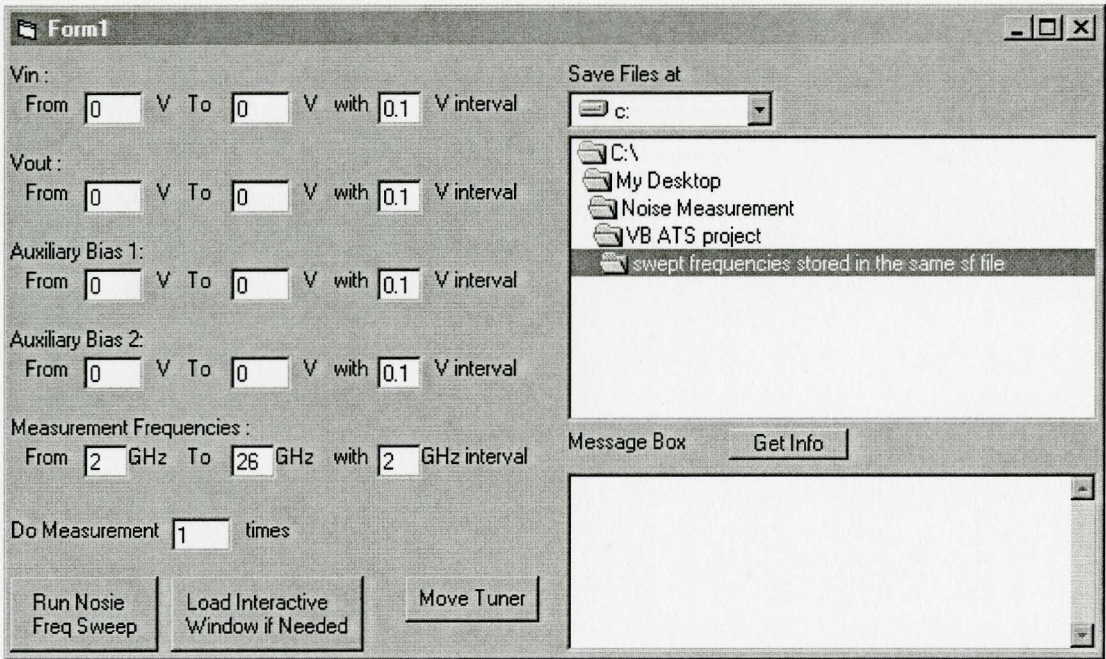 Form1
Vin :
From 0 V To 0 V with 0.1 V interval
Vout :
From 0 V To 0 V with 0.1 V interval
Auxiliary Bias 1:
From 0 V To 0 V with 0.1 V interval
Auxiliary Bias 2:
From 0 V To 0 V with 0.1 V interval
Measurement Frequencies :
From 2 GHz To 26 GHz with 2 GHz interval
Do Measurement 1 times
Run Nosie
Freq Sweep
Load Interactive
Window if Needed
Move Tuner
Save Files at
c:
C:\
My Desktop
Noise Measurement
VB ATS project
swept frequencies stored in the same sf file
Message Box Get Info